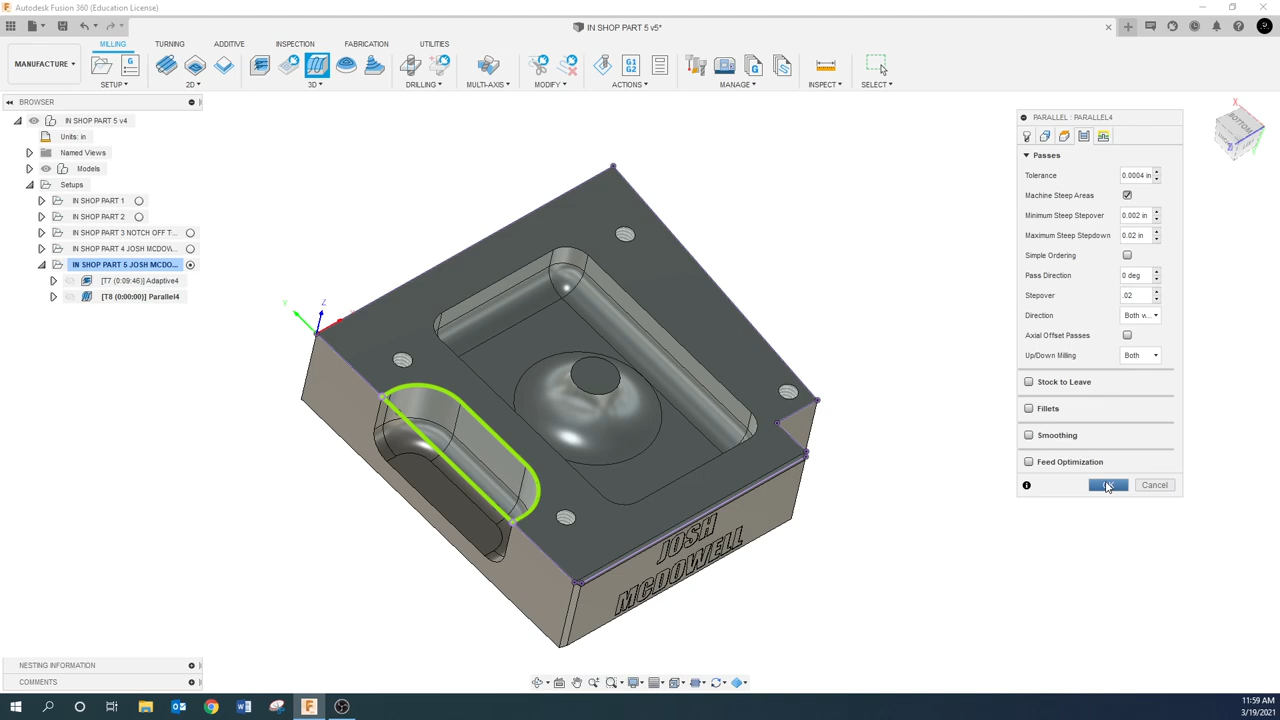 Autodesk Fusion 360 (Education License)
IN SHOP PART 5 v5*
MILLING TURNING ADDITIVE INSPECTION FABRICATION UTILITIES
MANUFACTURE
SETUP 2D 3D DRILLING MULTI-AXIS MODIFY ACTIONS MANAGE INSPECT SELECT
G1
G2
BROWSER
IN SHOP PART 5 v4
Units: in
Named Views
Models
Setups
IN SHOP PART 1
IN SHOP PART 2
IN SHOP PART 3 NOTCH OFF T...
IN SHOP PART 4 JOSH MCDOW...
IN SHOP PART 5 JOSH MCDO...
[T7 (0:09:46)] Adaptive4
[T8 (0:00:00)] Parallel4
PARALLEL : PARALLEL4
Passes
Tolerance 0.0004 in
Machine Steep Areas
Minimum Steep Stepover 0.002 in
Maximum Steep Stepdown 0.02 in
Simple Ordering
Pass Direction 0 deg
Stepover .02
Direction Both w...
Axial Offset Passes
Up/Down Milling Both
Stock to Leave
Fillets
Smoothing
Feed Optimization
OK Cancel
BOTTOM
X
Y
Z
JOSH
MCDOWELL
NESTING INFORMATION
COMMENTS
11:59 AM
3/19/2021